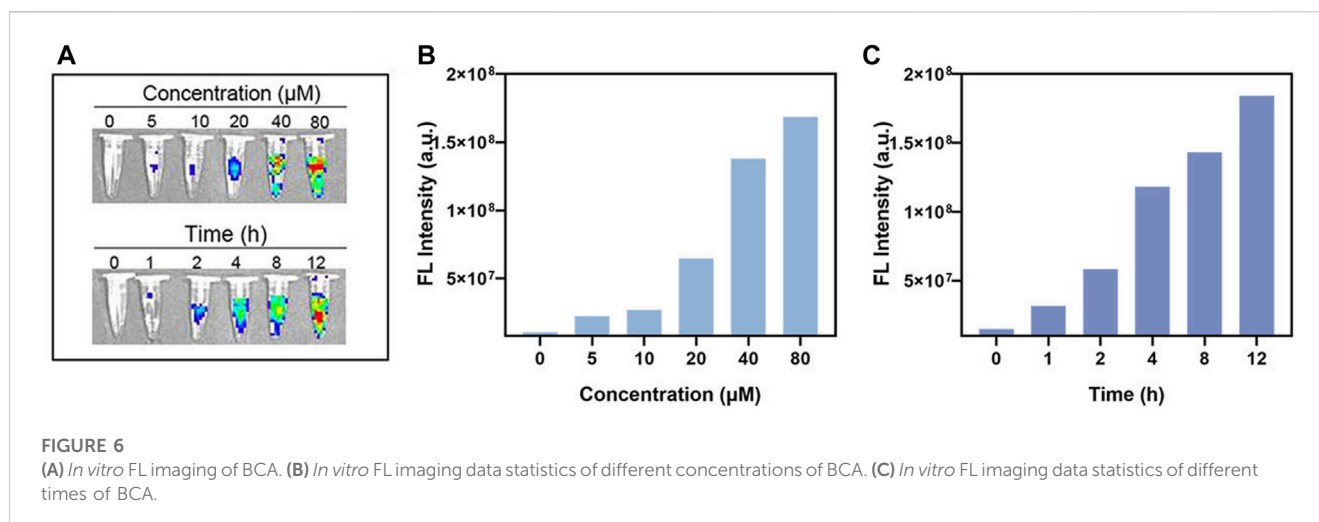 A
Concentration (µM)
0 5 10 20 40 80
Time (h)
0 1 2 4 8 12
B
2×10⁸
1.5×10⁸
1×10⁸
5×10⁷
FL Intensity (a.u.)
0 5 10 20 40 80
Concentration (µM)
C
2×10⁸
1.5×10⁸
1×10⁸
5×10⁷
FL Intensity (a.u.)
0 1 2 4 8 12
Time (h)
FIGURE 6
(A) In vitro FL imaging of BCA. (B) In vitro FL imaging data statistics of different concentrations of BCA. (C) In vitro FL imaging data statistics of different
times of BCA.